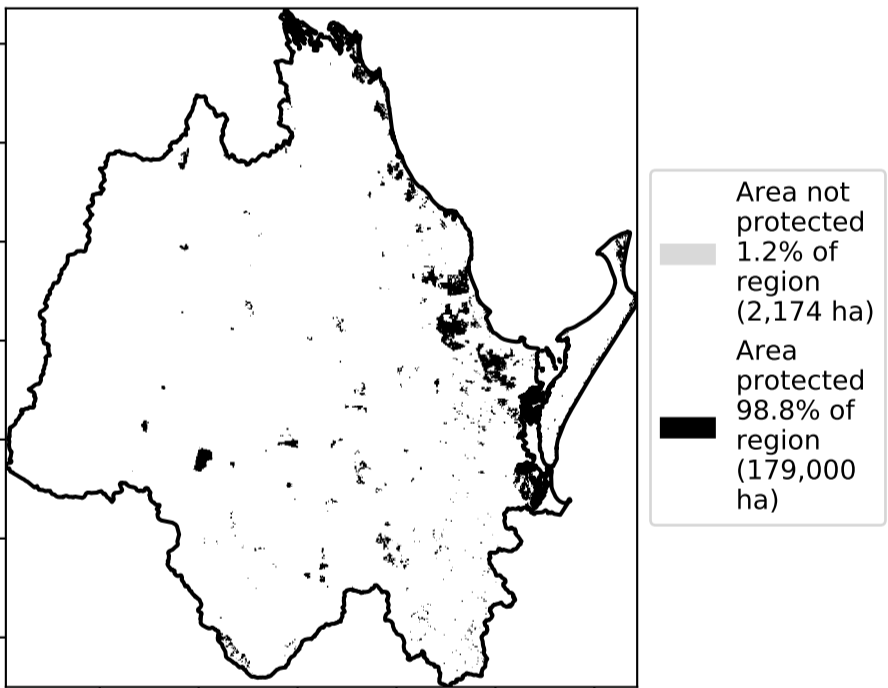 Area not
protected
1.2% of
region
(2,174 ha)
Area
protected
98.8% of
region
(179,000
ha)